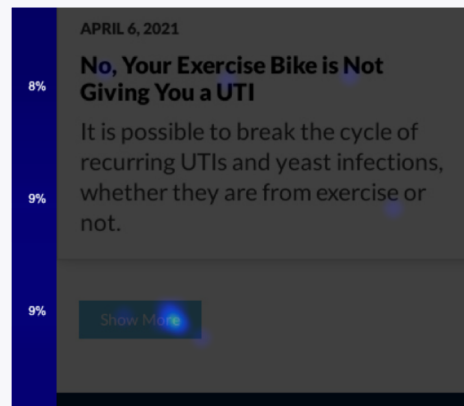 APRIL 6, 2021
No, Your Exercise Bike is Not
Giving You a UTI
8%
It is possible to break the cycle of
recurring UTIs and yeast infections,
whether they are from exercise or
9%
not.
9%
Show More